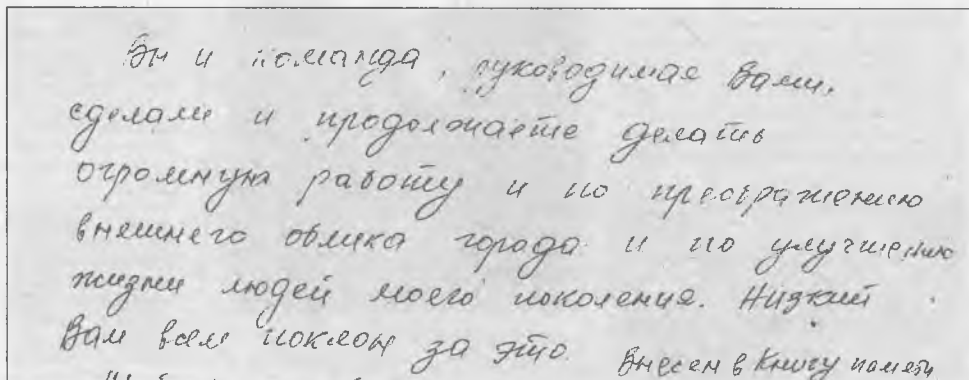 Вы и команда, руководимая Вами,
сделали и продолжаете делать
огромную работу и по преображению
внешнего облика города и по улучшению
жизни людей моего поколения. Низкий
Вам всем поклон за это. Внесем в Книгу памяти